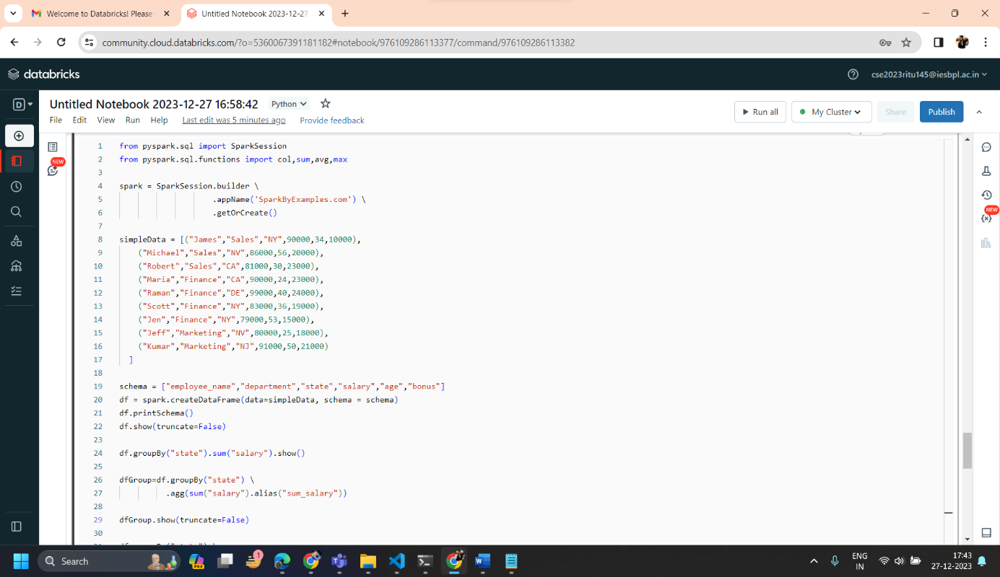 Welcome to Databricks! Please
Untitled Notebook 2023-12-27
community.cloud.databricks.com/?o=5360067391181182#notebook/976109286113377/command/976109286113382
databricks
cse2023ritu145@iesbpl.ac.in
D
Untitled Notebook 2023-12-27 16:58:42 Python
File Edit View Run Help Last edit was 5 minutes ago Provide feedback
Run all My Cluster Share Publish
NEW
NEW
1 from pyspark.sql import SparkSession
2 from pyspark.sql.functions import col,sum,avg,max
3
4 spark = SparkSession.builder \
5 .appName('SparkByExamples.com') \
6 .getOrCreate()
7
8 simpleData = [("James","Sales","NY",90000,34,10000),
9 ("Michael","Sales","NV",86000,56,20000),
10 ("Robert","Sales","CA",81000,30,23000),
11 ("Maria","Finance","CA",90000,24,23000),
12 ("Raman","Finance","DE",99000,40,24000),
13 ("Scott","Finance","NY",83000,36,19000),
14 ("Jen","Finance","NY",79000,53,15000),
15 ("Jeff","Marketing","NV",80000,25,18000),
16 ("Kumar","Marketing","NJ",91000,50,21000)
17 ]
18
19 schema = ["employee_name","department","state","salary","age","bonus"]
20 df = spark.createDataFrame(data=simpleData, schema = schema)
21 df.printSchema()
22 df.show(truncate=False)
23
24 df.groupBy("state").sum("salary").show()
25
26 dfGroup=df.groupBy("state") \
27 .agg(sum("salary").alias("sum_salary"))
28
29 dfGroup.show(truncate=False)
30
Search
PRE
1
ENG
IN
17:43
27-12-2023